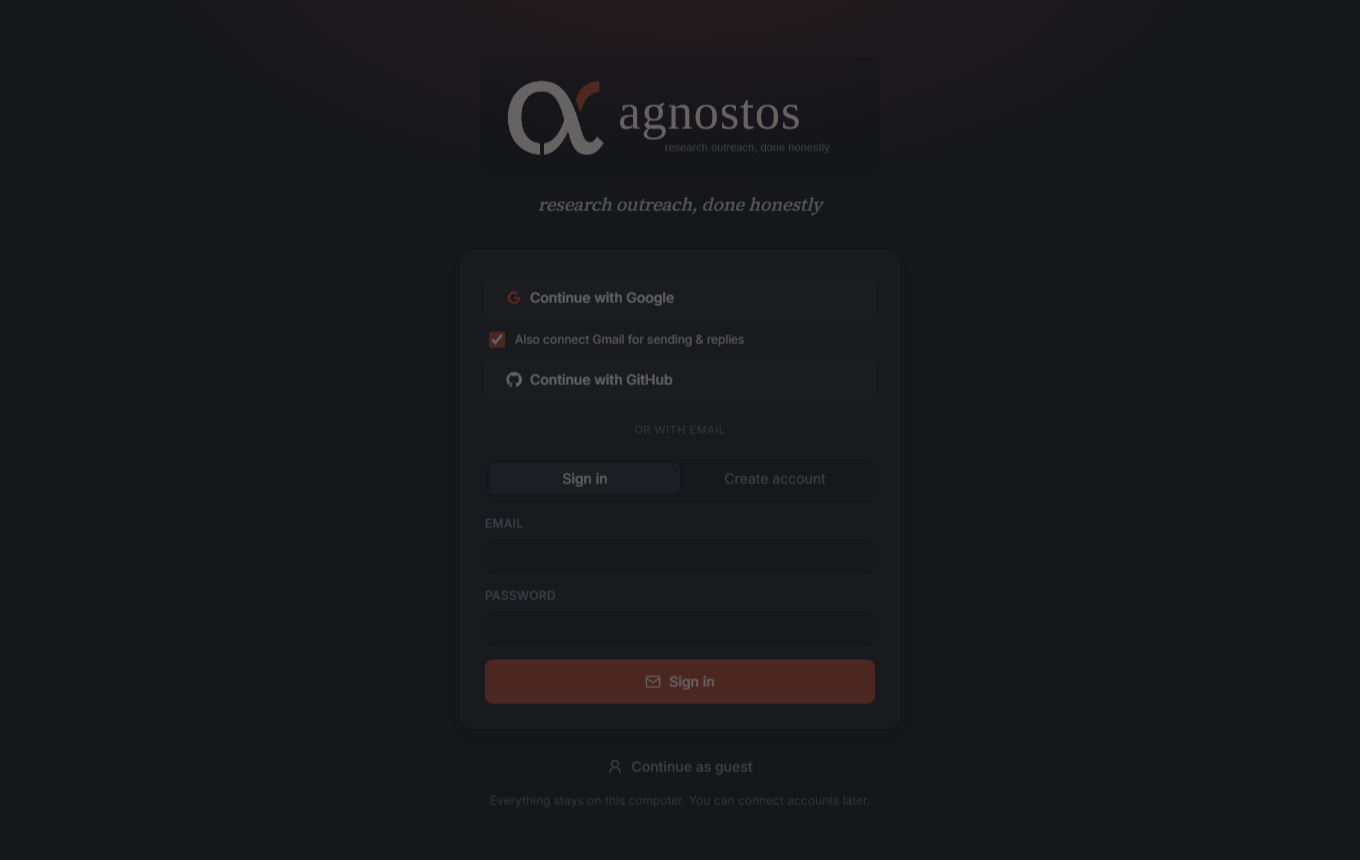 agnostos
research outreach, done honestly
research outreach, done honestly
Continue with Google
Also connect Gmail for sending & replies
Continue with GitHub
OR WITH EMAIL
Sign in
Create account
EMAIL
PASSWORD
Sign in
Continue as guest
Everything stays on this computer. You can connect accounts later.